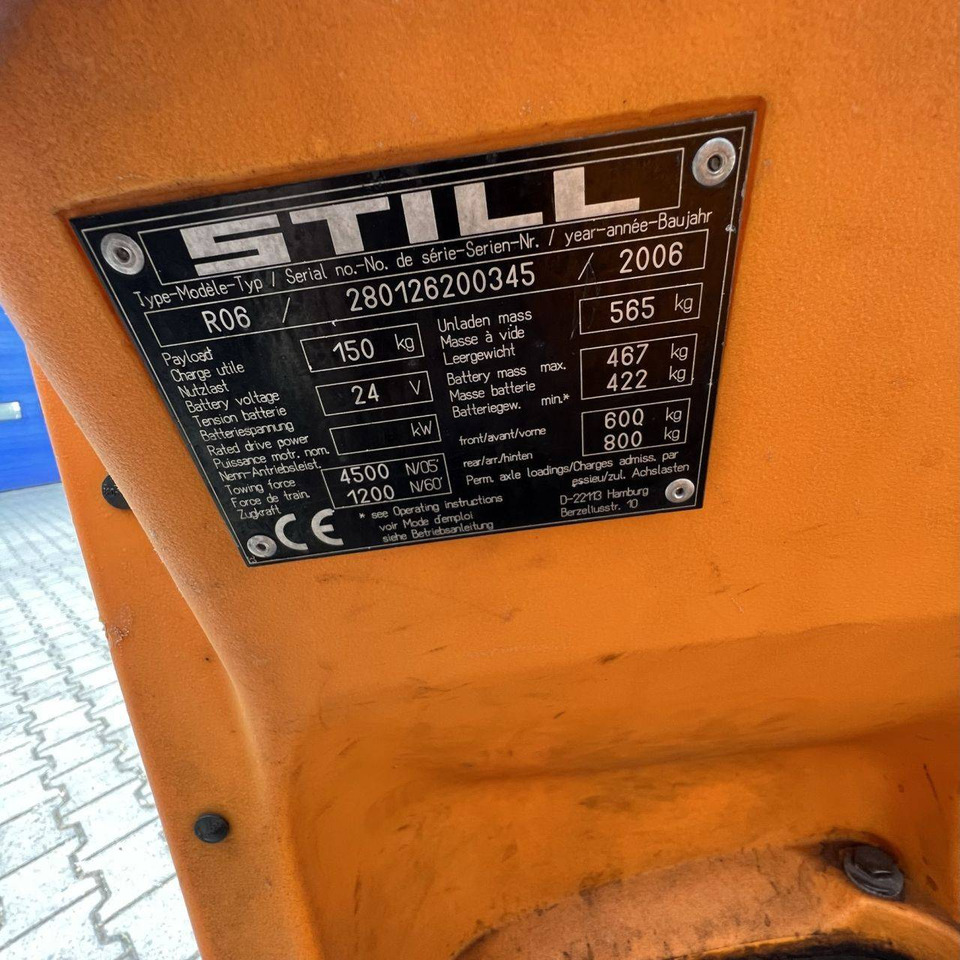 STILL
Type-Modèle-Typ / Serial no.-No. de série-Serien-Nr. / year-année-Baujahr
R06 / 280126200345 / 2006
Payload
Charge utile
Nutzlast
150 kg
Battery voltage
Tension batterie
Batteriespannung
24 V
Rated drive power
Puissance motr. nom.
Nenn-Antriebsleist.
kW
Towing force
Force de train.
Zugkraft
4500 N/05'
1200 N/60'
Unladen mass
Masse à vide
Leergewicht
565 kg
Battery mass max.
Masse batterie
Batteriegew. min.*
467 kg
422 kg
front/avant/vorne
600 kg
rear/arr./hinten
800 kg
Perm. axle loadings/Charges admiss. par
essieu/zul. Achslasten
CE
* see Operating instructions
voir Mode d'emploi
siehe Betriebsanleitung
D-22113 Hamburg
Berzeliusstr. 10